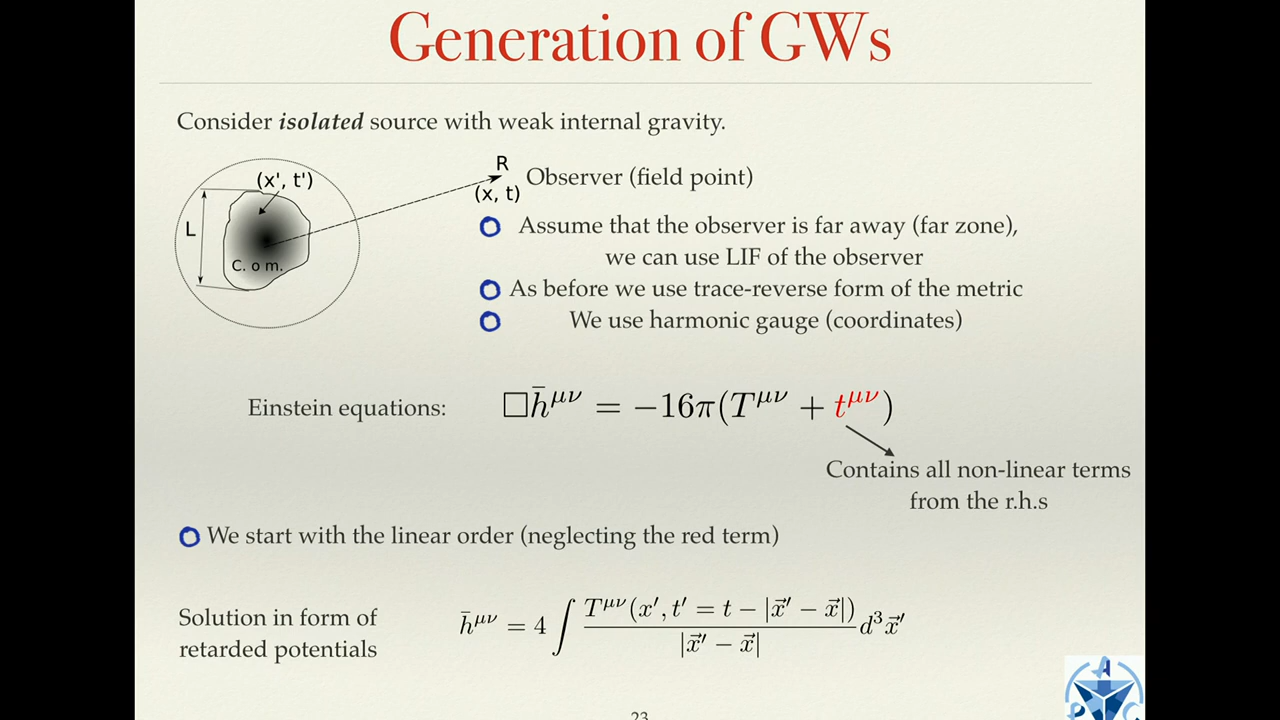 Generation of GWs
Consider isolated source with weak internal gravity.
R
(x', t')
Observer (field point)
(x, t)
L
Assume that the observer is far away (far zone),
we can use LIF of the observer
C. o m.
As before we use trace-reverse form of the metric
We use harmonic gauge (coordinates)
Einstein equations: □h̄^{μν} = −16π(T^{μν} + t^{μν})
Contains all non-linear terms
from the r.h.s
We start with the linear order (neglecting the red term)
Solution in form of
retarded potentials
h̄^{μν} = 4 ∫ T^{μν}(x′, t′ = t − |x⃗′ − x⃗|) / |x⃗′ − x⃗| d³x⃗′
23